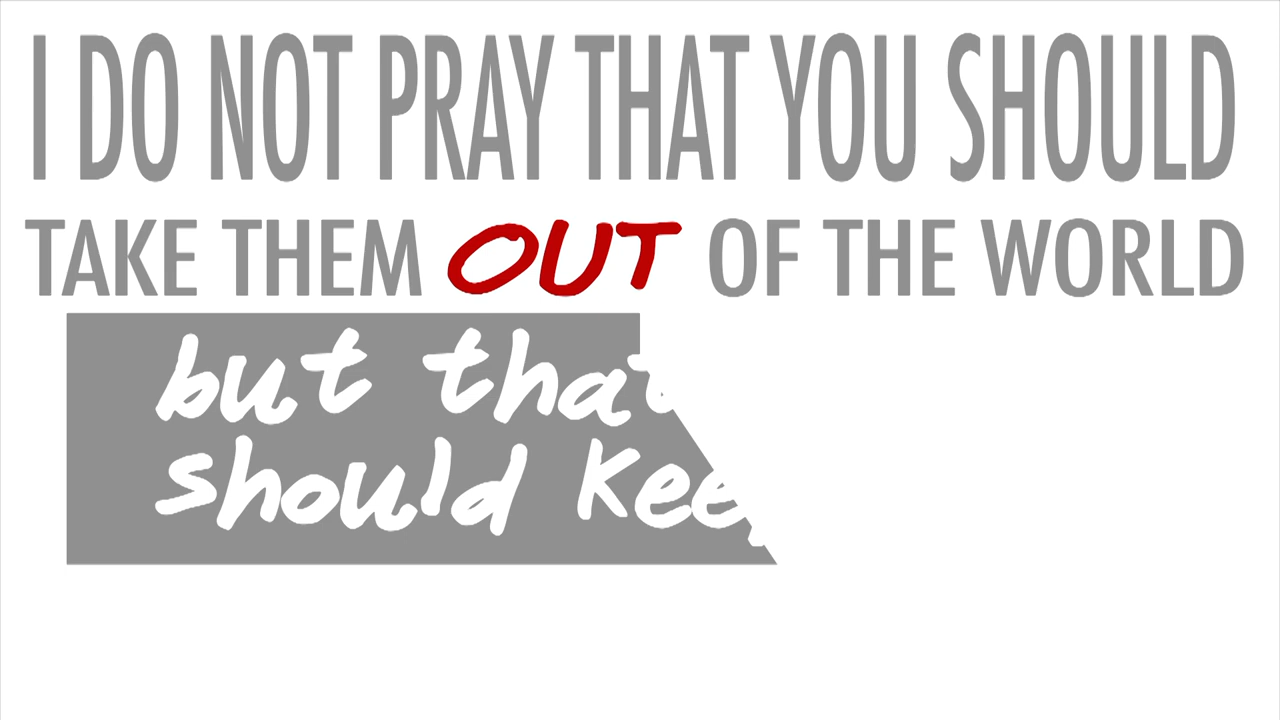 I DO NOT PRAY THAT YOU SHOULD
TAKE THEM OUT OF THE WORLD
but that
should kee